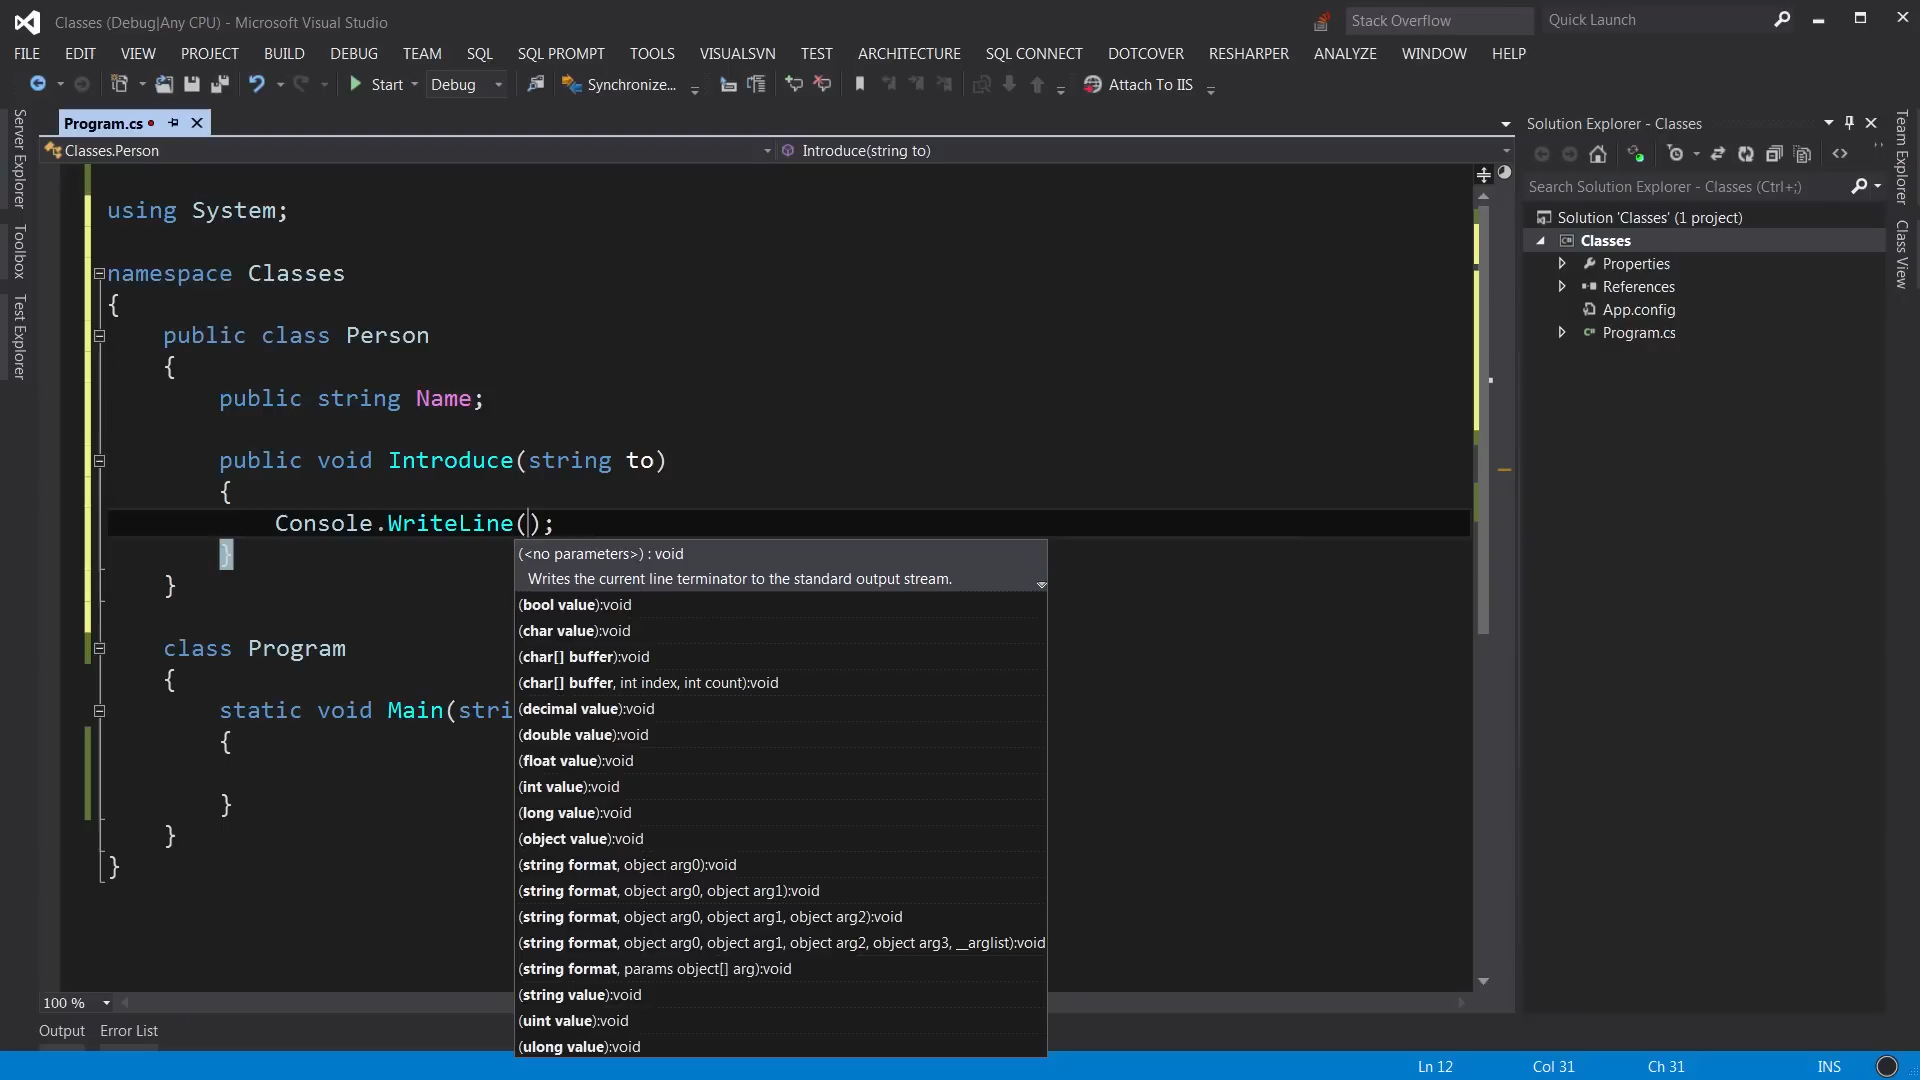 Classes (Debug|Any CPU) - Microsoft Visual Studio
Stack Overflow
Quick Launch
FILE EDIT VIEW PROJECT BUILD DEBUG TEAM SQL SQL PROMPT TOOLS VISUALSVN TEST ARCHITECTURE SQL CONNECT DOTCOVER RESHARPER ANALYZE WINDOW HELP
Start Debug Synchronize... Attach To IIS
Server Explorer
Toolbox
Test Explorer
Program.cs
Classes.Person
Introduce(string to)
using System;
namespace Classes
{
public class Person
{
public string Name;
public void Introduce(string to)
{
Console.WriteLine();
}
}
class Program
{
static void Main(stri
{
}
}
}
(<no parameters>) : void
Writes the current line terminator to the standard output stream.
(bool value):void
(char value):void
(char[] buffer):void
(char[] buffer, int index, int count):void
(decimal value):void
(double value):void
(float value):void
(int value):void
(long value):void
(object value):void
(string format, object arg0):void
(string format, object arg0, object arg1):void
(string format, object arg0, object arg1, object arg2):void
(string format, object arg0, object arg1, object arg2, object arg3, __arglist):void
(string format, params object[] arg):void
(string value):void
(uint value):void
(ulong value):void
Solution Explorer - Classes
Search Solution Explorer - Classes (Ctrl+;)
Solution 'Classes' (1 project)
Classes
Properties
References
App.config
Program.cs
Team Explorer
Class View
100 %
Output Error List
Ln 12 Col 31 Ch 31 INS